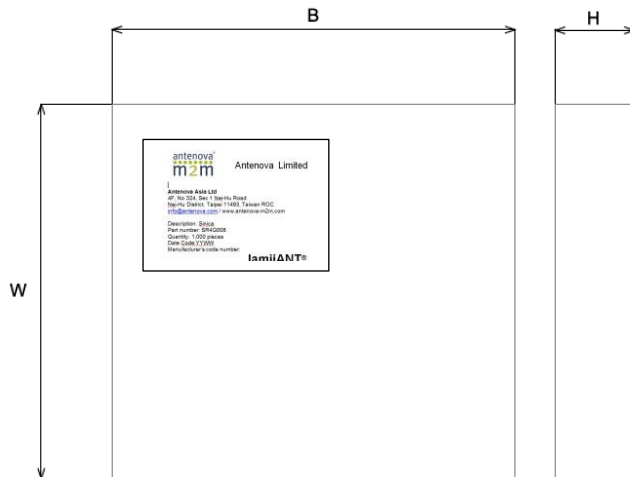 B
H
W
antenova®
m2m
Antenova Limited
Antenova Asia Ltd
4F, No 324, Sec 1 Nei-Hu Road
Nei-Hu District, Taipei 11493, Taiwan ROC
info@antenova.com / www.antenova-m2m.com
Description: Sinica
Part number: SR4G008
Quantity: 1,000 pieces
Date Code:YYWW
Manufacturer's code number:
lamiiANT®